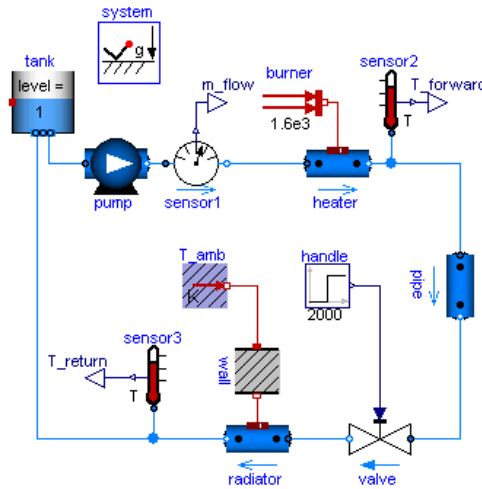 system
g
tank
level =
1
m_flow
burner
1.6e3
sensor2
T_forward
T
pump
sensor1
heater
T_amb
K
handle
2000
pipe
sensor3
T_return
T
wall
radiator
valve